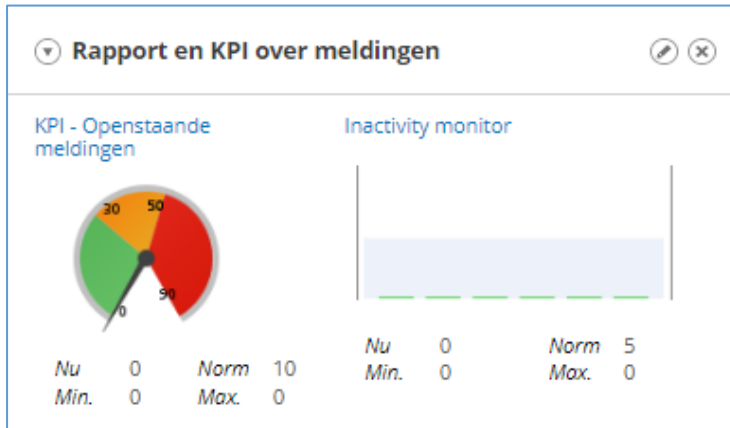 Rapport en KPI over meldingen
KPI - Openstaande
meldingen
30 50
0 90
Nu 0 Norm 10
Min. 0 Max. 0
Inactivity monitor
Nu 0 Norm 5
Min. 0 Max. 0